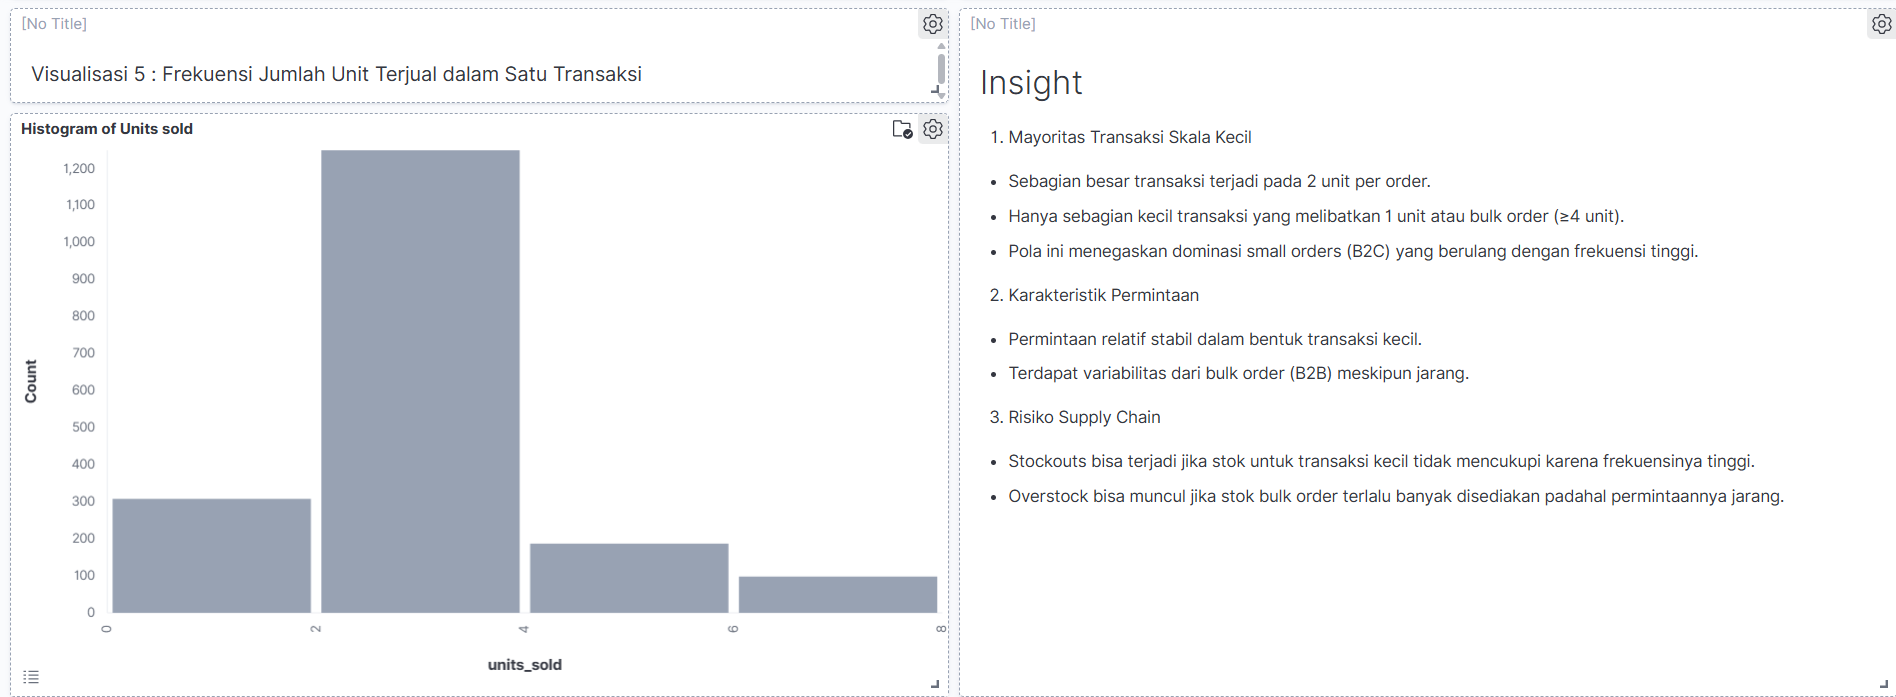 [No Title]
Visualisasi 5 : Frekuensi Jumlah Unit Terjual dalam Satu Transaksi
Histogram of Units sold
1,200
1,100
1,000
900
800
700
600
500
400
300
200
100
0
Count
0
2
4
6
8
units_sold
[No Title]
Insight
1. Mayoritas Transaksi Skala Kecil
• Sebagian besar transaksi terjadi pada 2 unit per order.
• Hanya sebagian kecil transaksi yang melibatkan 1 unit atau bulk order (≥4 unit).
• Pola ini menegaskan dominasi small orders (B2C) yang berulang dengan frekuensi tinggi.
2. Karakteristik Permintaan
• Permintaan relatif stabil dalam bentuk transaksi kecil.
• Terdapat variabilitas dari bulk order (B2B) meskipun jarang.
3. Risiko Supply Chain
• Stockouts bisa terjadi jika stok untuk transaksi kecil tidak mencukupi karena frekuensinya tinggi.
• Overstock bisa muncul jika stok bulk order terlalu banyak disediakan padahal permintaannya jarang.